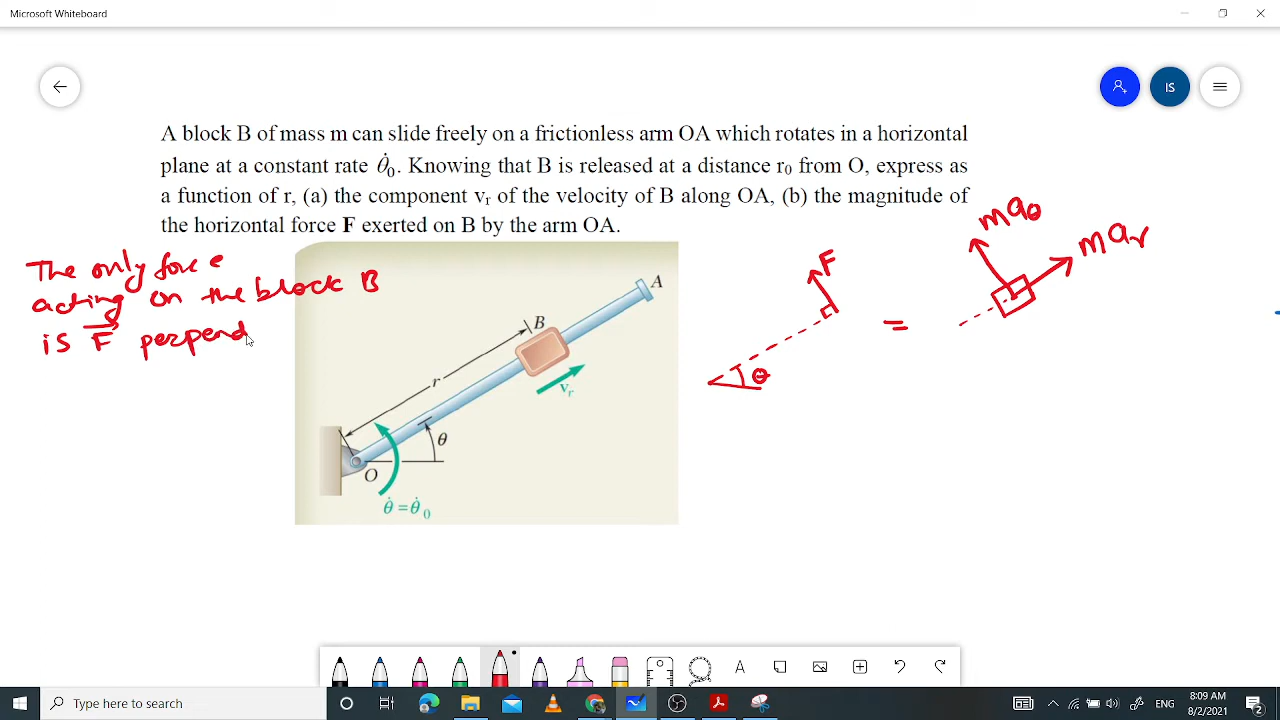 Microsoft Whiteboard
IS
A block B of mass m can slide freely on a frictionless arm OA which rotates in a horizontal
plane at a constant rate θ̇₀. Knowing that B is released at a distance r₀ from O, express as
a function of r, (a) the component vᵣ of the velocity of B along OA, (b) the magnitude of
the horizontal force F exerted on B by the arm OA.
The only force
acting on the block B
is F⃗ perpend
A
B
r
vᵣ
θ
O
θ̇ = θ̇₀
F
θ
=
maθ
maᵣ
A
Type here to search
ENG
8:09 AM
8/2/2021
2